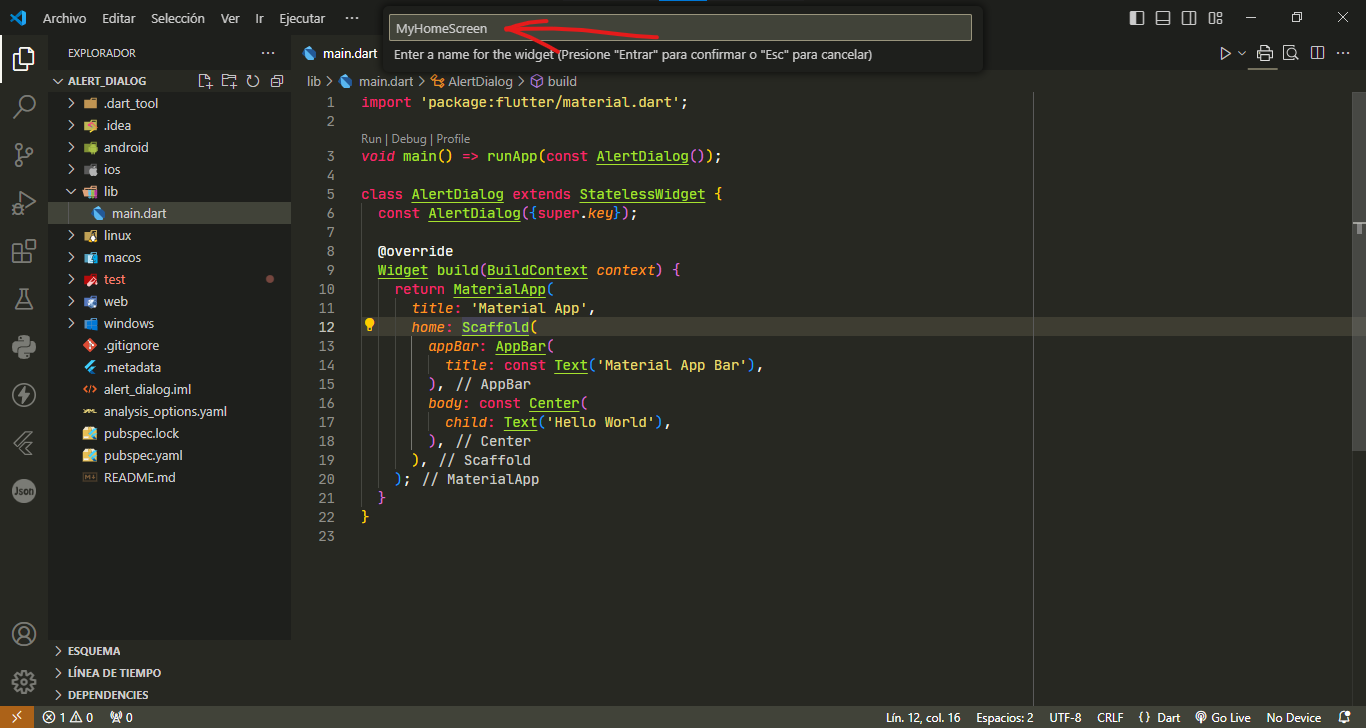 Archivo Editar Selección Ver Ir Ejecutar ···
MyHomeScreen
Enter a name for the widget (Presione "Entrar" para confirmar o "Esc" para cancelar)
EXPLORADOR ···
ALERT_DIALOG
.dart_tool
.idea
android
ios
lib
main.dart
linux
macos
test
web
windows
.gitignore
.metadata
alert_dialog.iml
analysis_options.yaml
pubspec.lock
pubspec.yaml
README.md
Json
ESQUEMA
LÍNEA DE TIEMPO
DEPENDENCIES
main.dart
lib > main.dart > AlertDialog > build
1 import 'package:flutter/material.dart';
2
Run | Debug | Profile
3 void main() => runApp(const AlertDialog());
4
5 class AlertDialog extends StatelessWidget {
6 const AlertDialog({super.key});
7
8 @override
9 Widget build(BuildContext context) {
10 return MaterialApp(
11 title: 'Material App',
12 home: Scaffold(
13 appBar: AppBar(
14 title: const Text('Material App Bar'),
15 ), // AppBar
16 body: const Center(
17 child: Text('Hello World'),
18 ), // Center
19 ), // Scaffold
20 ); // MaterialApp
21 }
22 }
23
1 0 0 Lín. 12, col. 16 Espacios: 2 UTF-8 CRLF {} Dart Go Live No Device